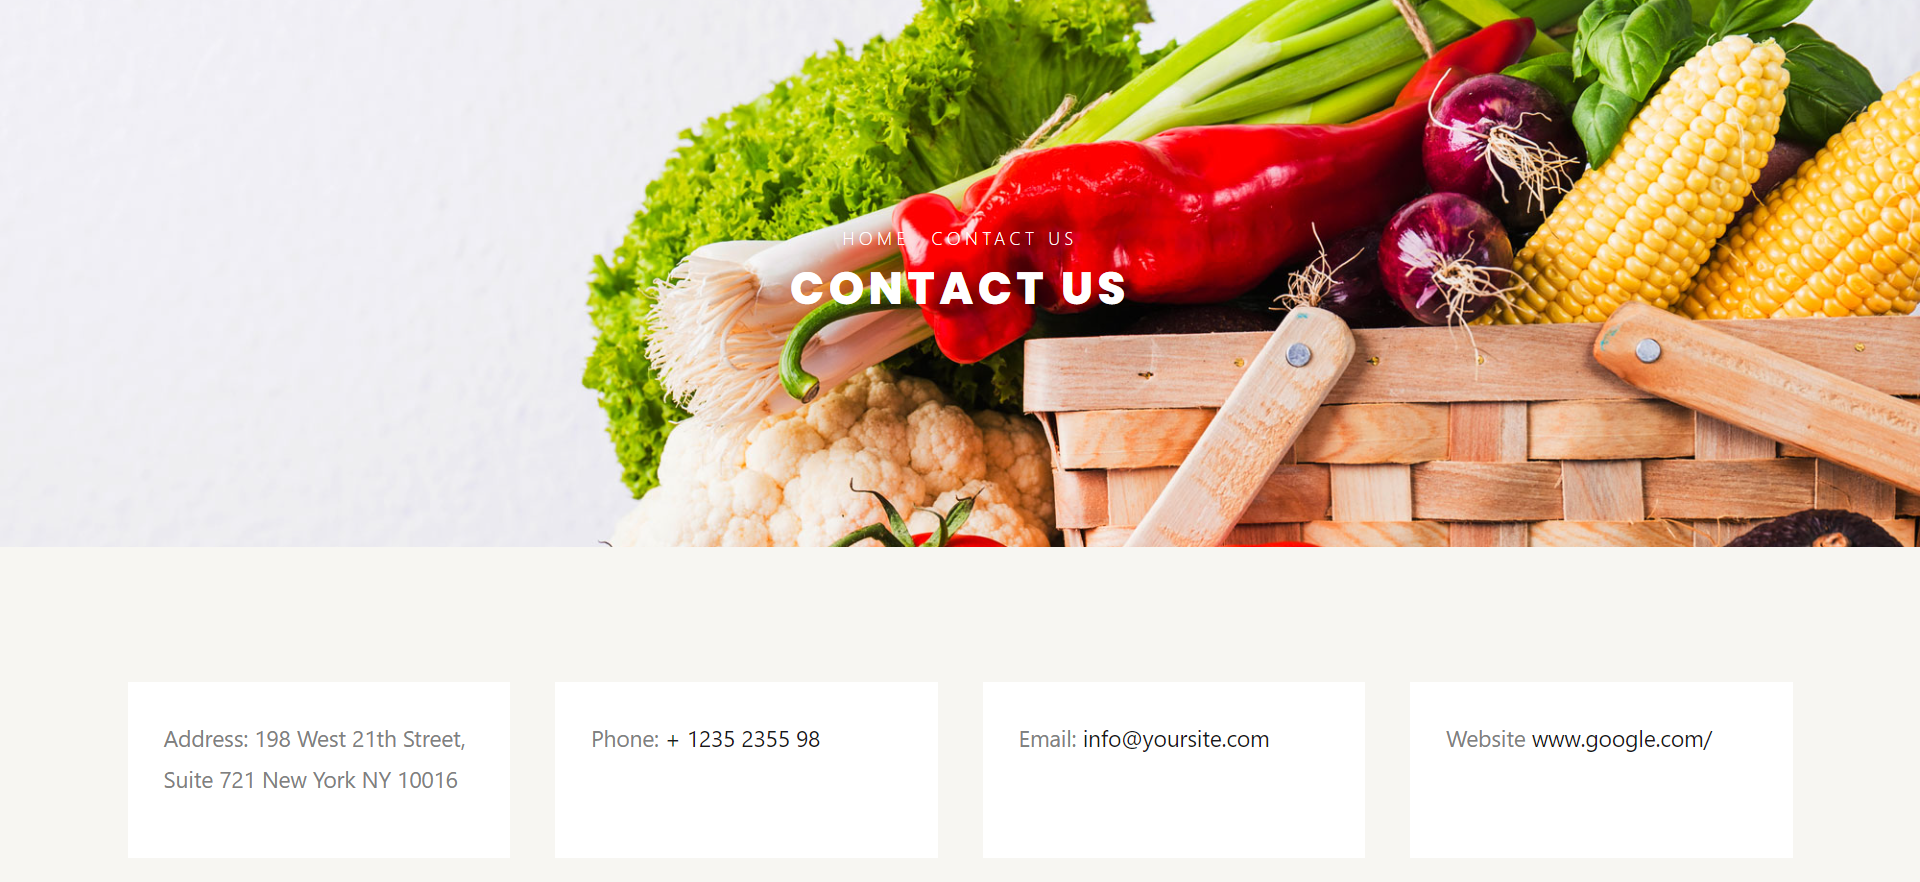 HOME CONTACT US
CONTACT US
Address: 198 West 21th Street,
Suite 721 New York NY 10016
Phone: + 1235 2355 98
Email: info@yoursite.com
Website www.google.com/